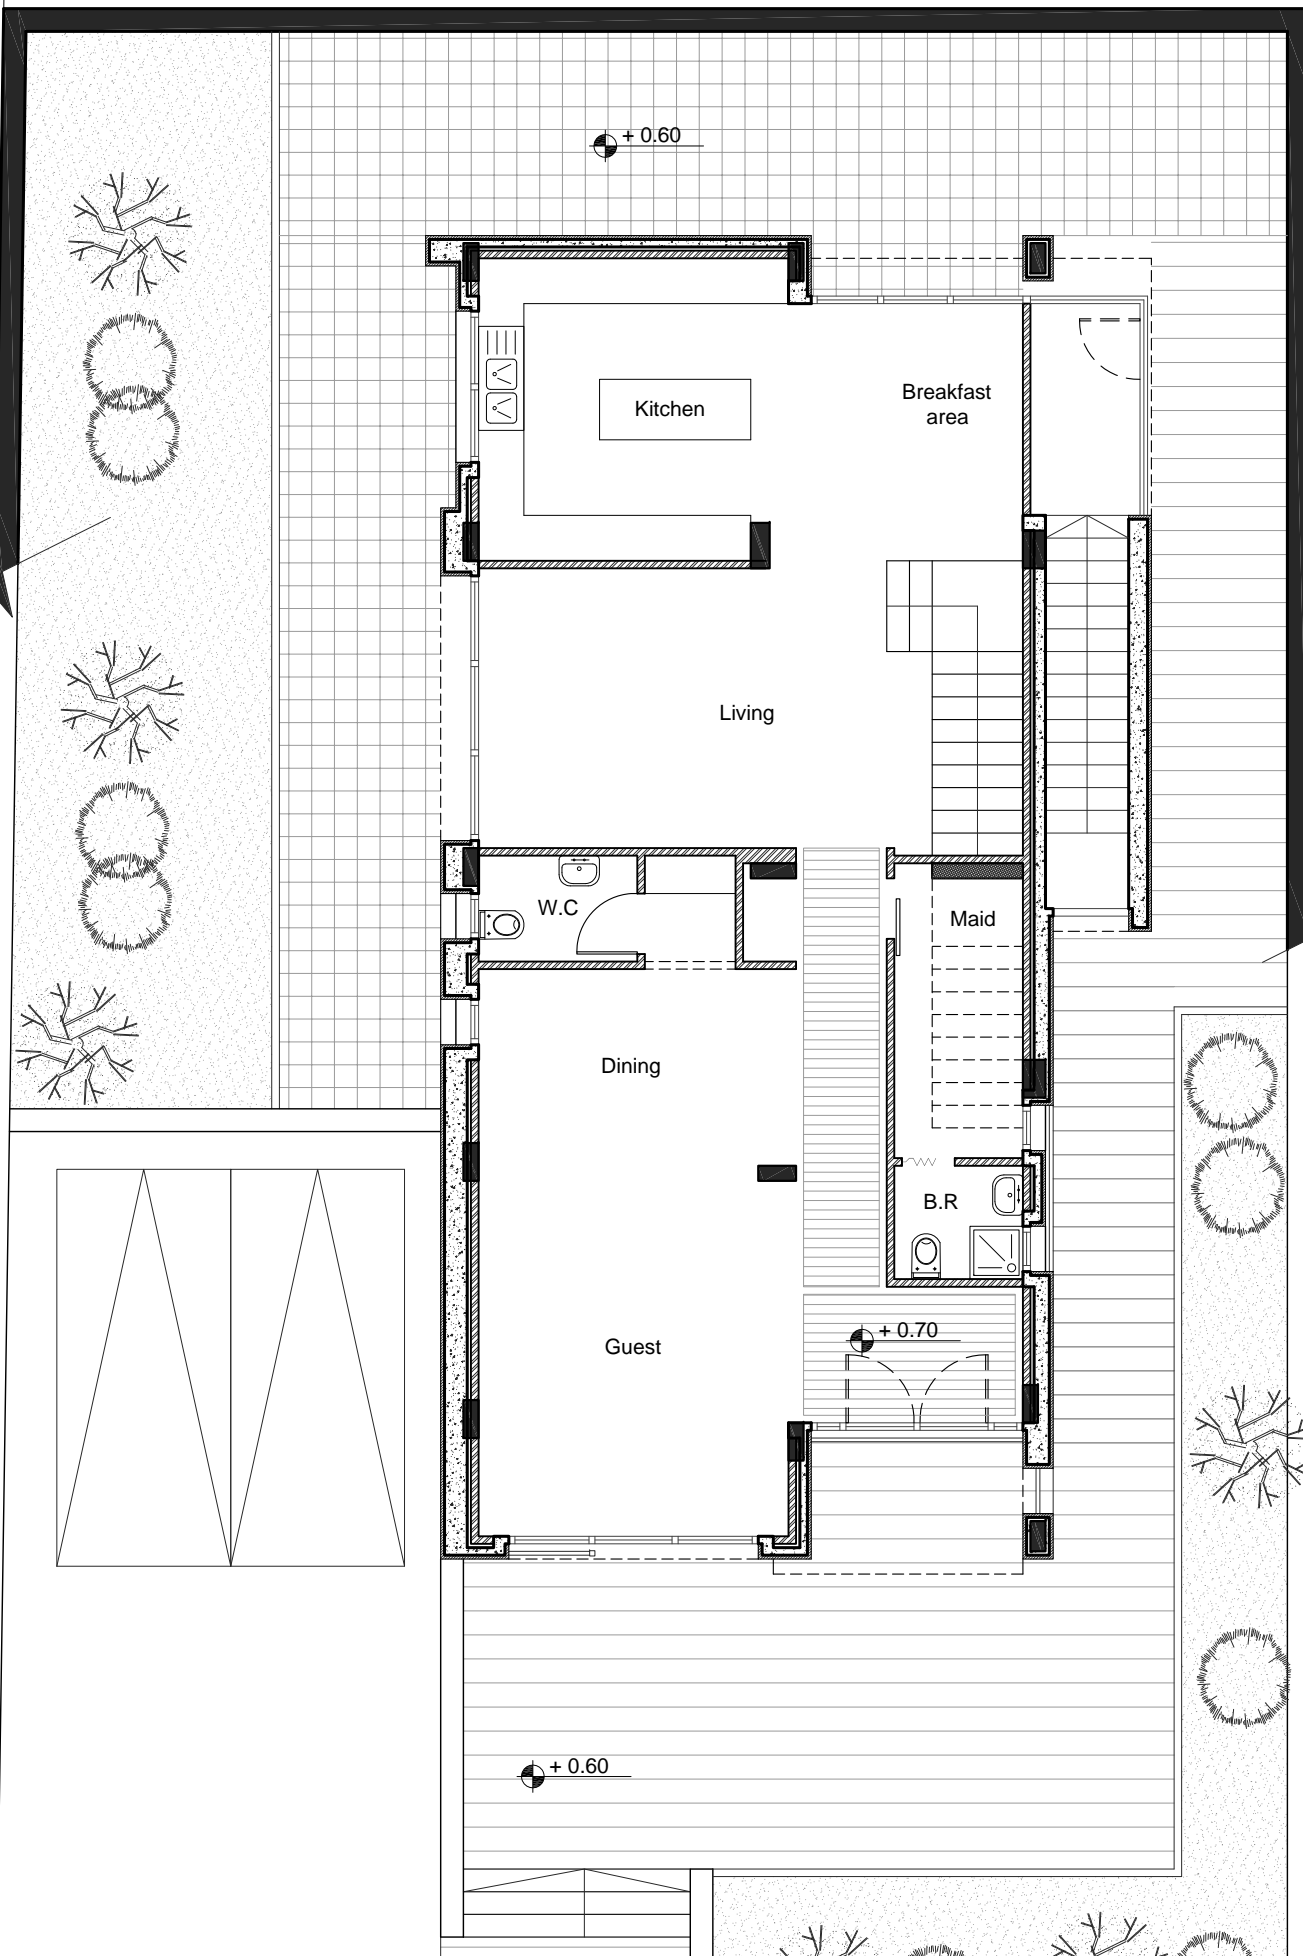 + 0.60
Kitchen
Breakfast
area
Living
W.C
Maid
Dining
B.R
+ 0.70
Guest
+ 0.60